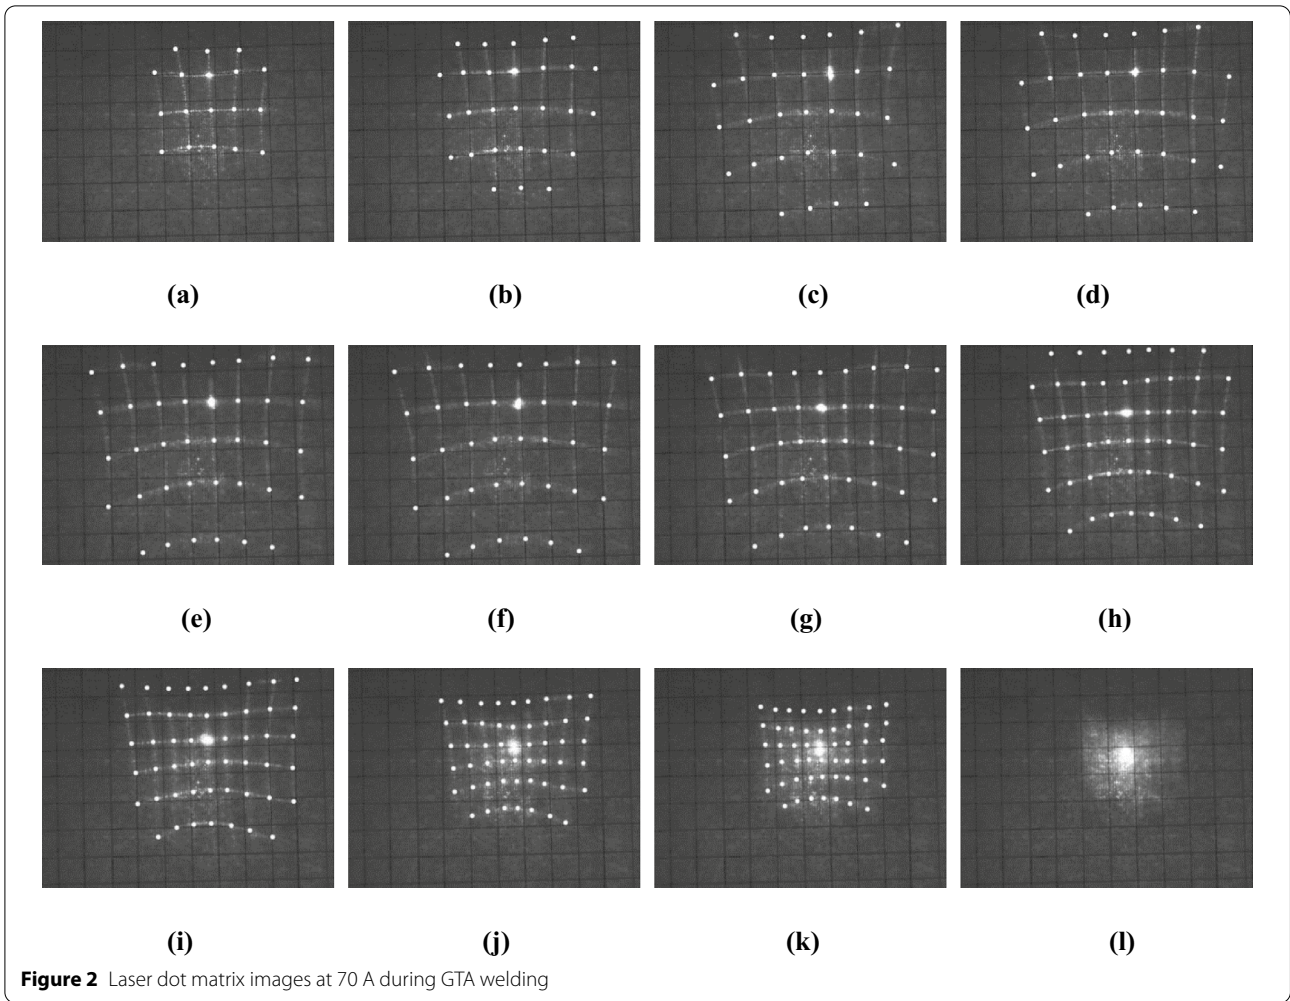 (a)
(b)
(c)
(d)
(e)
(f)
(g)
(h)
(i)
(j)
(k)
(l)
Figure 2 Laser dot matrix images at 70 A during GTA welding